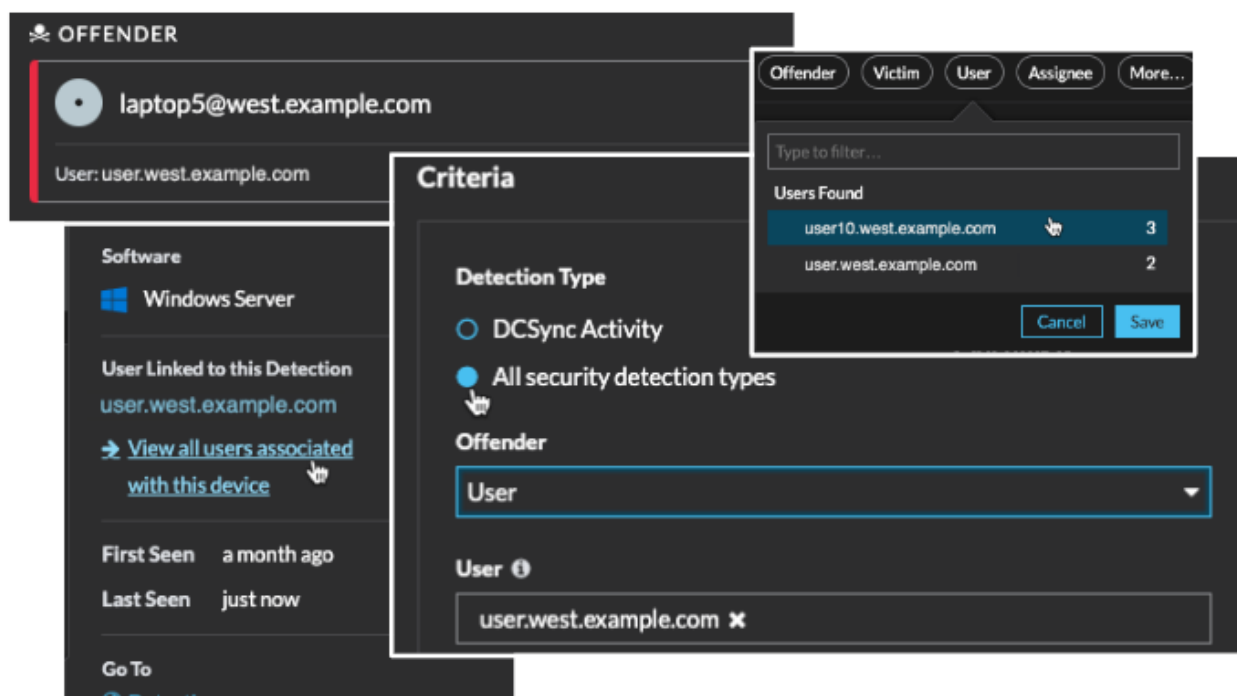 OFFENDER
laptop5@west.example.com
User: user.west.example.com
Offender Victim User Assignee More...
Type to filter...
Users Found
user10.west.example.com 3
user.west.example.com 2
Cancel Save
Criteria
Detection Type
DCSync Activity
All security detection types
Offender
User
User
user.west.example.com
Software
Windows Server
User Linked to this Detection
user.west.example.com
View all users associated
with this device
First Seen a month ago
Last Seen just now
Go To